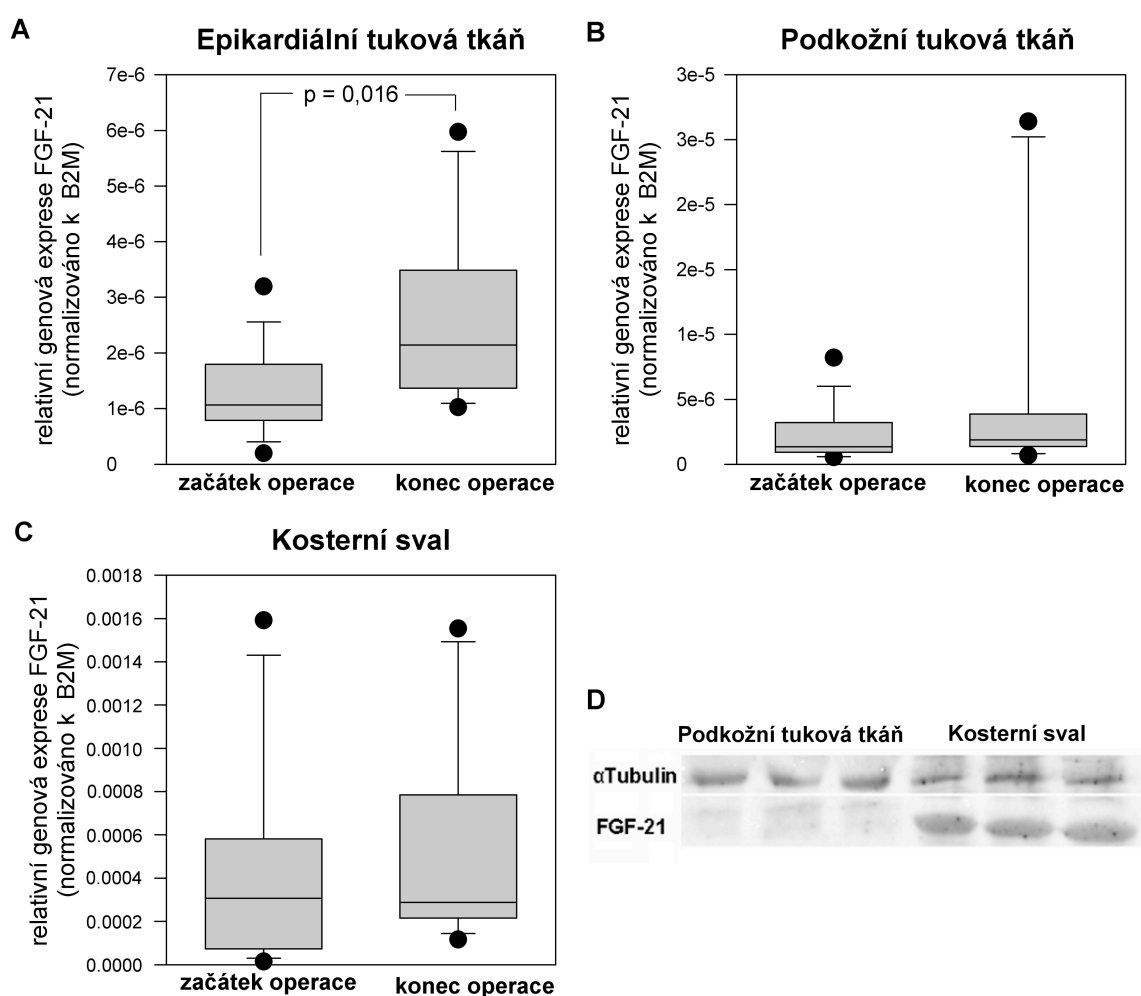 A
Epikardiální tuková tkáň
relativní genová exprese FGF-21
(normalizováno k B2M)
7e-6
6e-6
5e-6
4e-6
3e-6
2e-6
1e-6
0
p = 0,016
začátek operace
konec operace
B
Podkožní tuková tkáň
relativní genová exprese FGF-21
(normalizováno k B2M)
3e-5
3e-5
2e-5
2e-5
1e-5
5e-6
0
začátek operace
konec operace
C
Kosterní sval
relativní genová exprese FGF-21
(normalizováno k B2M)
0.0018
0.0016
0.0014
0.0012
0.0010
0.0008
0.0006
0.0004
0.0002
0.0000
začátek operace
konec operace
D
Podkožní tuková tkáň Kosterní sval
αTubulin
FGF-21